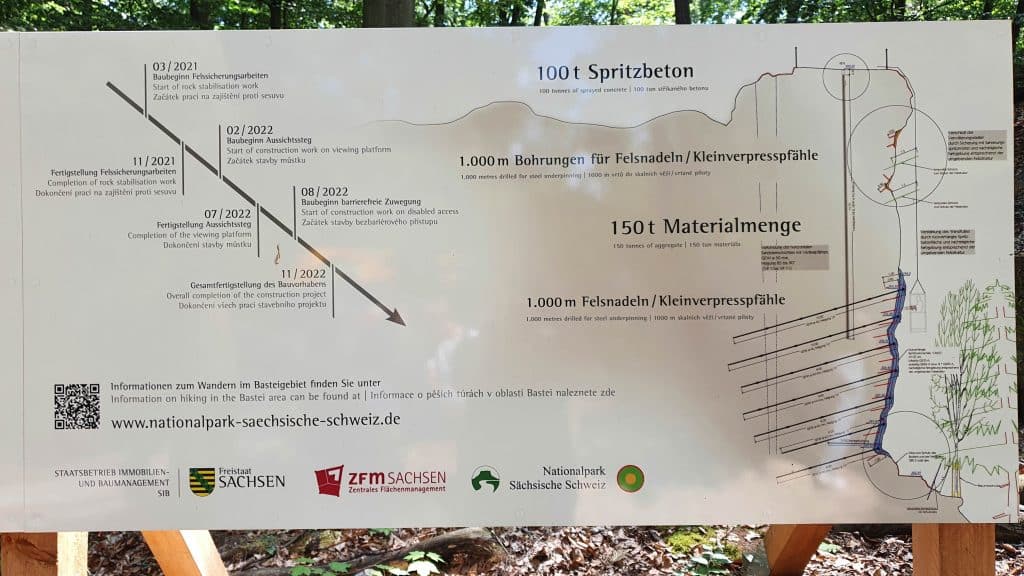 03/2021
Baubeginn Felssicherungsarbeiten
Start of rock stabilisation work
Začátek prací na zajištění proti sesuvu
02/2022
Baubeginn Aussichtssteg
Start of construction work on viewing platform
Začátek stavby můstku
11/2021
Fertigstellung Felssicherungsarbeiten
Completion of rock stabilisation work
Dokončení prací na zajištění proti sesuvu
08/2022
Baubeginn barrierefreie Zuwegung
Start of construction work on disabled access
Začátek stavby bezbariérového přístupu
07/2022
Fertigstellung Aussichtssteg
Completion of the viewing platform
Dokončení stavby můstku
11/2022
Gesamtfertigstellung des Bauvorhabens
Overall completion of the construction project
Dokončení všech prací stavebního projektu
100 t Spritzbeton
100 tonnes of sprayed concrete | 100 tun stříkaného betonu
1.000 m Bohrungen für Felsnadeln/Kleinverpresspfähle
1.000 metres drilled for steel underpinning | 1000 m vrtů do skalních věží/vrtané piloty
150 t Materialmenge
150 tonnes of aggregate | 150 tun materiálu
1.000 m Felsnadeln/Kleinverpresspfähle
1.000 metres drilled for steel underpinning | 1000 m skalních věží/vrtané piloty
Informationen zum Wandern im Basteigebiet finden Sie unter
Information on hiking in the Bastei area can be found at | Informace o pěších túrách v oblasti Bastei naleznete zde
www.nationalpark-saechsische-schweiz.de
STAATSBETRIEB IMMOBILIEN-
UND BAUMANAGEMENT
SIB
Freistaat
SACHSEN
ZFM SACHSEN
Zentrales Flächenmanagement
Nationalpark
Sächsische Schweiz